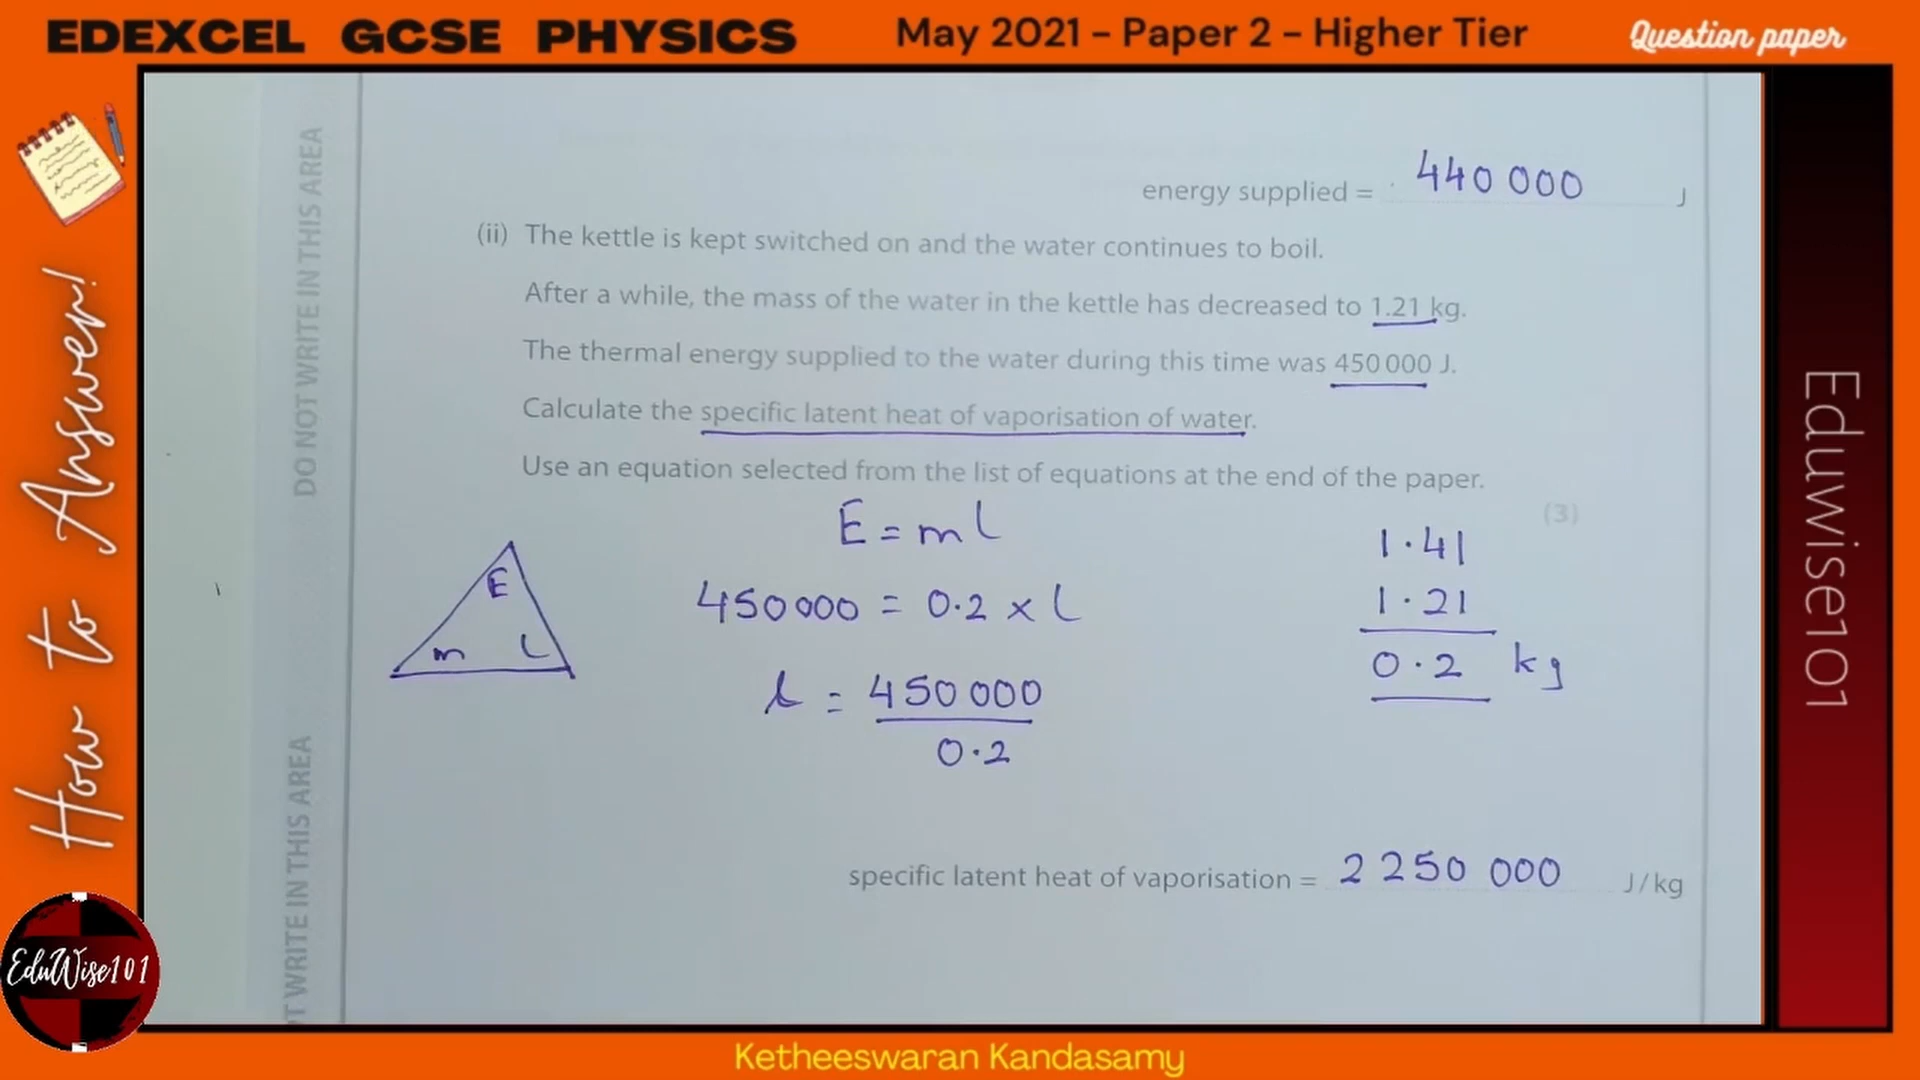 EDEXCEL GCSE PHYSICS
May 2021 – Paper 2 – Higher Tier
Question paper
How to Answer!
DO NOT WRITE IN THIS AREA
energy supplied = 440 000 J
(ii) The kettle is kept switched on and the water continues to boil.
After a while, the mass of the water in the kettle has decreased to 1.21 kg.
The thermal energy supplied to the water during this time was 450 000 J.
Calculate the specific latent heat of vaporisation of water.
Use an equation selected from the list of equations at the end of the paper.
(3)
E = m L
450 000 = 0.2 × L
L = 450 000
0.2
E
m L
1.41
1.21
0.2 kg
specific latent heat of vaporisation = 2 250 000 J/kg
OT WRITE IN THIS AREA
Eduwise101
EduWise101
Ketheeswaran Kandasamy